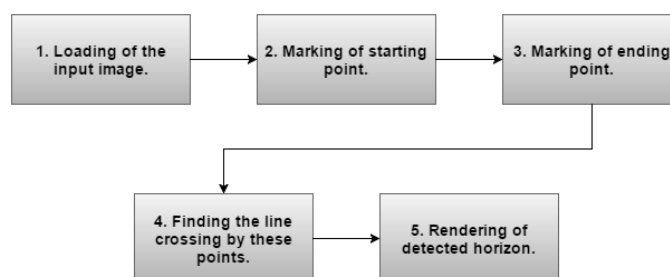 1. Loading of the
input image.
2. Marking of starting
point.
3. Marking of ending
point.
4. Finding the line
crossing by these
points.
5. Rendering of
detected horizon.